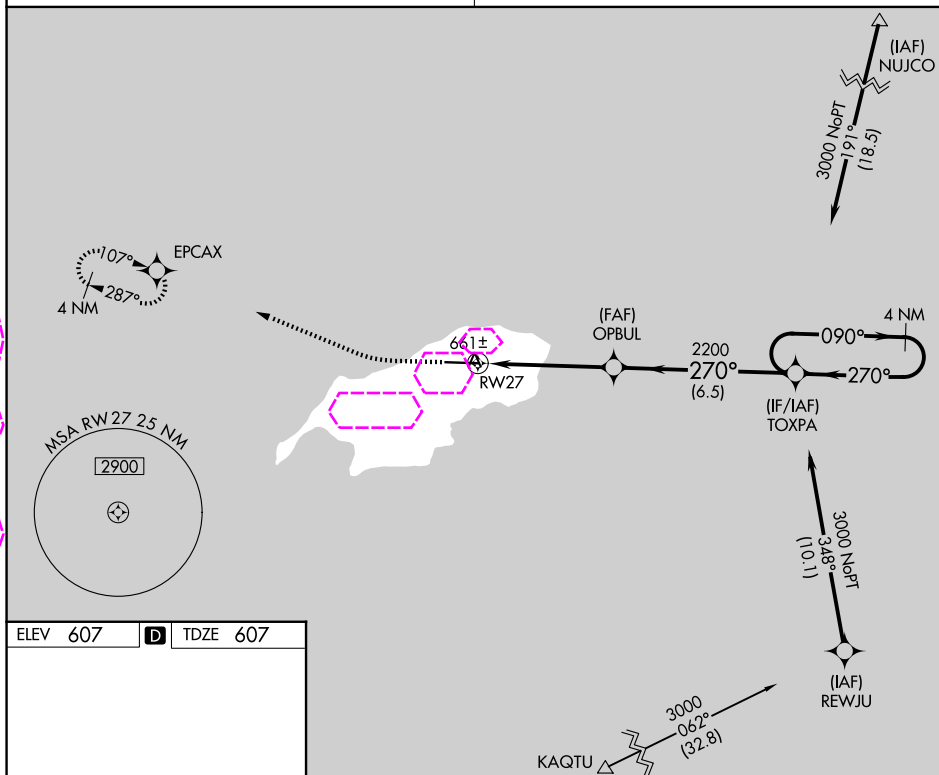 (IAF)
NUJCO
3000 NoPT
191°
(18.5)
EPCAX
107°
287°
4 NM
(FAF)
OPBUL
661±
RW27
2200
270°
(6.5)
4 NM
090°
270°
(IF/IAF)
TOXPA
MSA RW27 25 NM
2900
3000 NoPT
348°
(10.1)
(IAF)
REWJU
3000
062°
(32.8)
KAQTU
ELEV 607 D TDZE 607